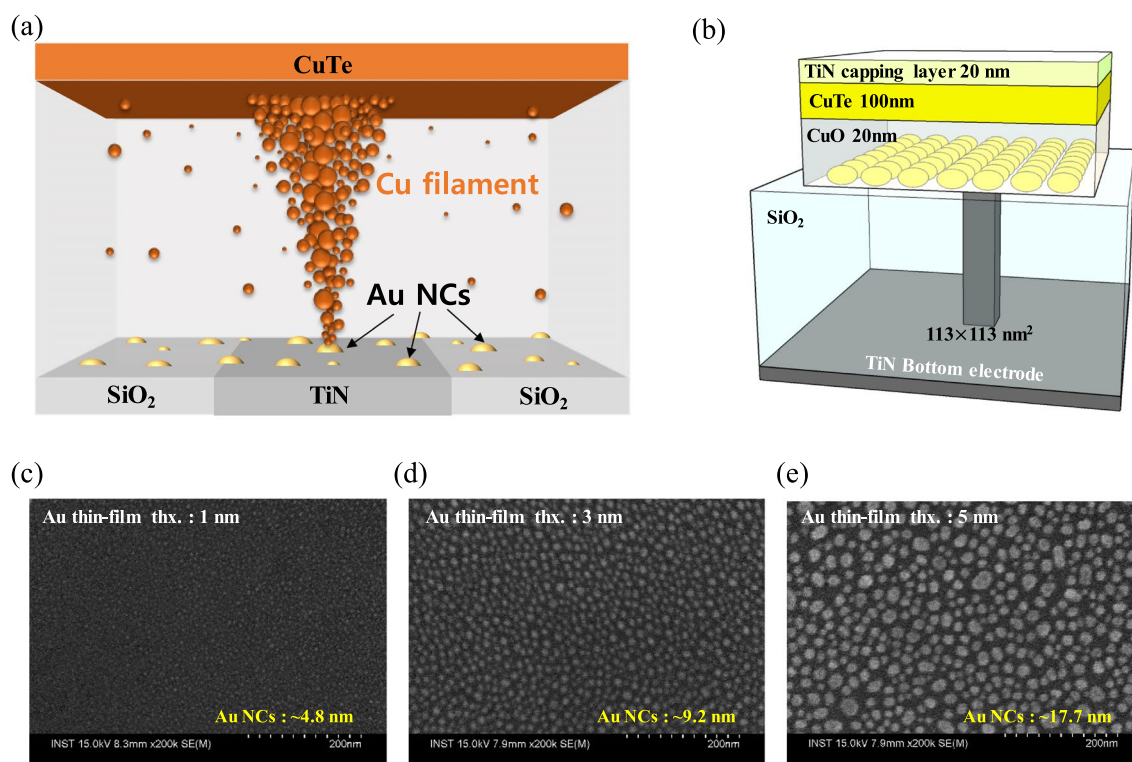 (a)
CuTe
Cu filament
Au NCs
SiO2
TiN
SiO2
(b)
TiN capping layer 20 nm
CuTe 100nm
CuO 20nm
SiO2
113×113 nm2
TiN Bottom electrode
(c)
Au thin-film thx. : 1 nm
Au NCs : ~4.8 nm
INST 15.0kV 8.3mm x200k SE(M)
200nm
(d)
Au thin-film thx. : 3 nm
Au NCs : ~9.2 nm
INST 15.0kV 7.9mm x200k SE(M)
200nm
(e)
Au thin-film thx. : 5 nm
Au NCs : ~17.7 nm
INST 15.0kV 7.9mm x200k SE(M)
200nm